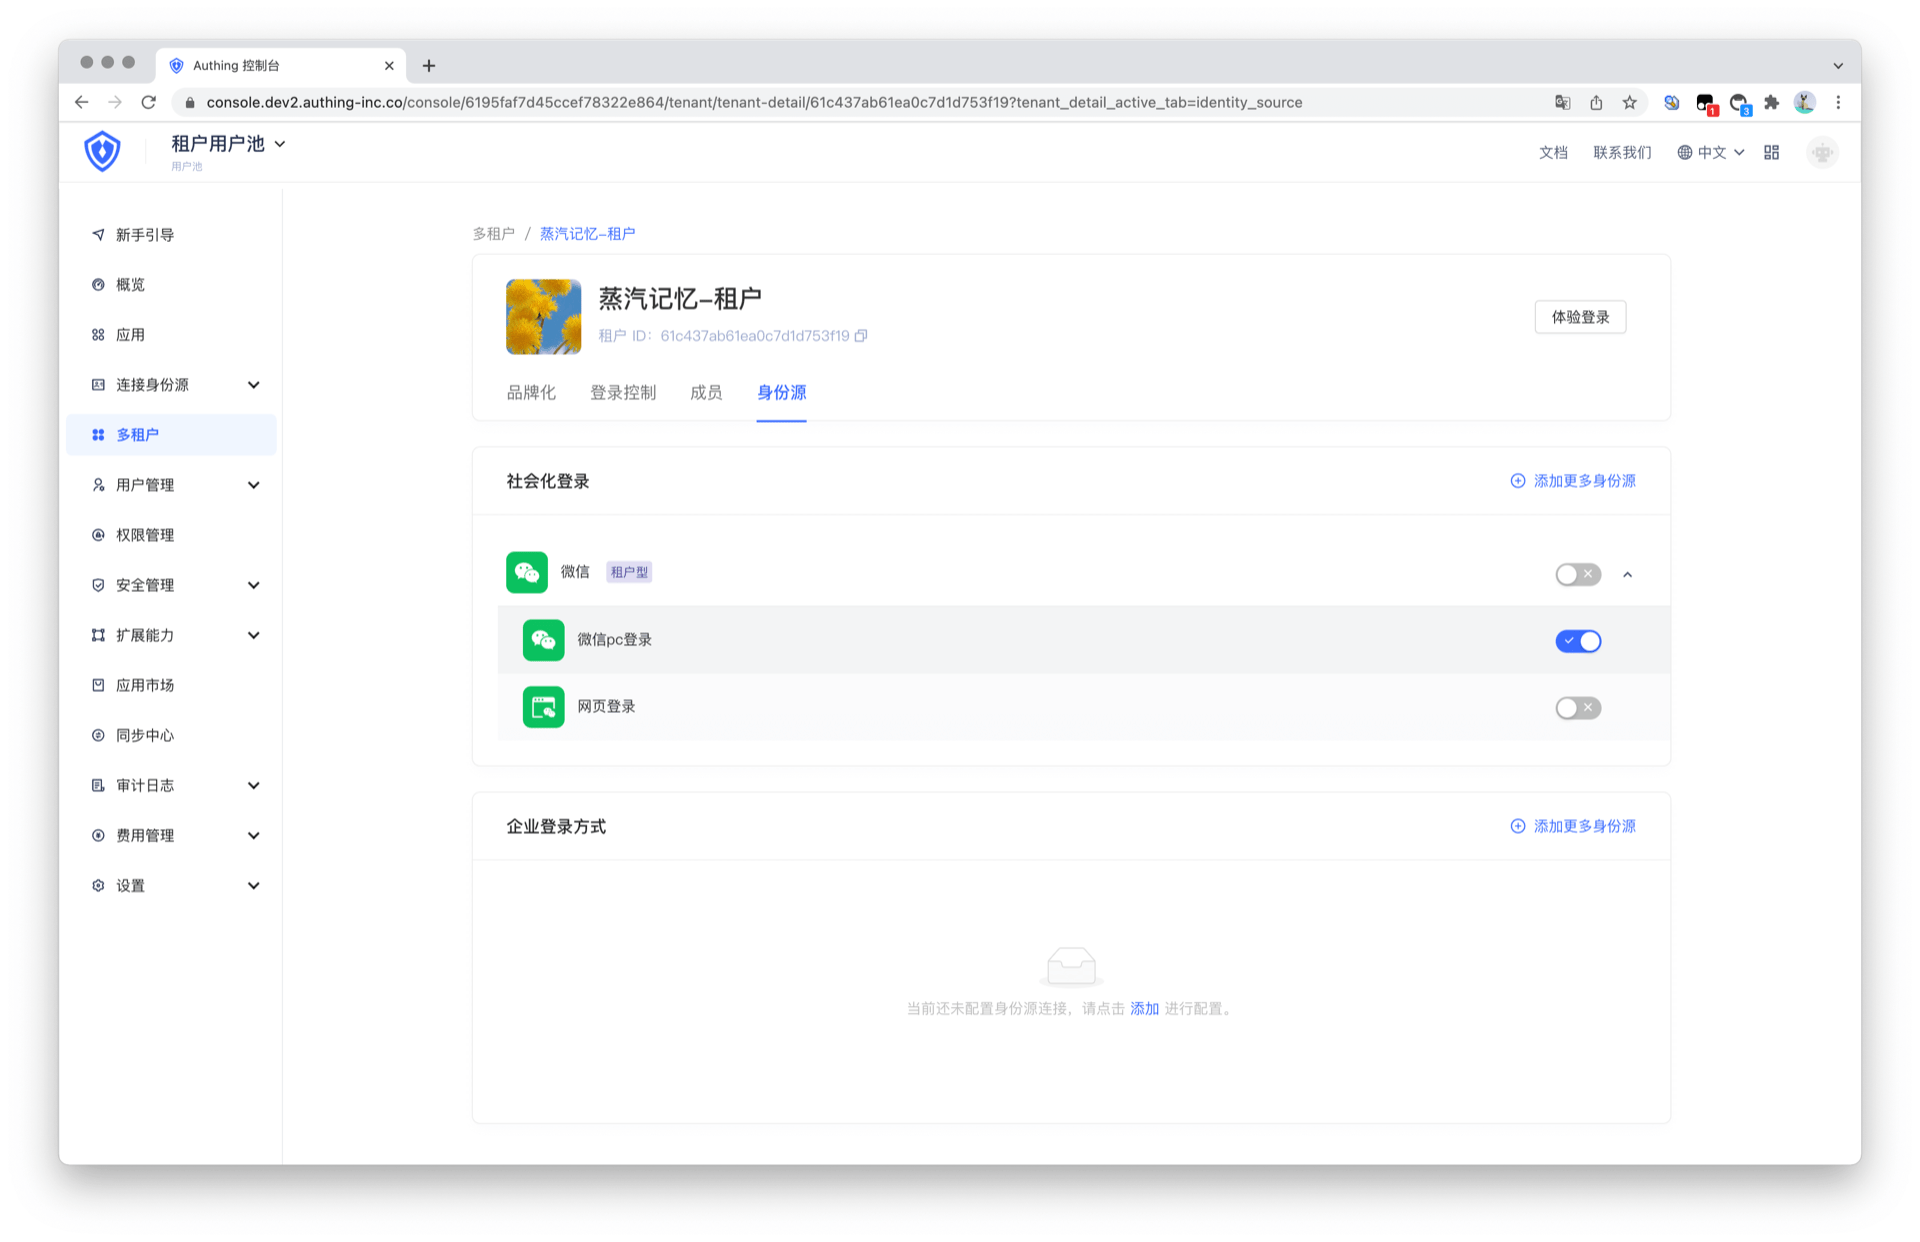 Authing 控制台
console.dev2.authing-inc.co/console/6195faf7d45ccef78322e864/tenant/tenant-detail/61c437ab61ea0c7d1d753f19?tenant_detail_active_tab=identity_source
1
3
租户用户池
用户池
文档
联系我们
中文
新手引导
概览
应用
连接身份源
多租户
用户管理
权限管理
安全管理
扩展能力
应用市场
同步中心
审计日志
费用管理
设置
多租户 / 蒸汽记忆-租户
蒸汽记忆-租户
租户 ID： 61c437ab61ea0c7d1d753f19
体验登录
品牌化
登录控制
成员
身份源
社会化登录
添加更多身份源
微信
租户型
微信pc登录
网页登录
企业登录方式
添加更多身份源
当前还未配置身份源连接，请点击 添加 进行配置。